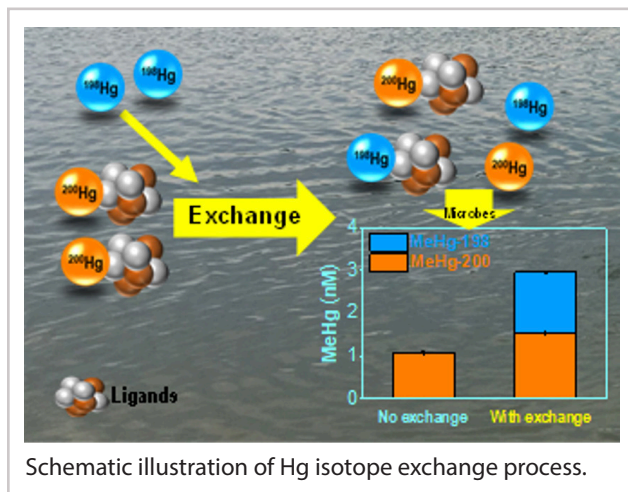 ¹⁹⁸Hg
¹⁹⁸Hg
²⁰⁰Hg
²⁰⁰Hg
Exchange
Ligands
²⁰⁰Hg
¹⁹⁸Hg
¹⁹⁸Hg
²⁰⁰Hg
Microbes
MeHg (nM)
4
3
2
1
0
MeHg-198
MeHg-200
No exchange
With exchange
Schematic illustration of Hg isotope exchange process.